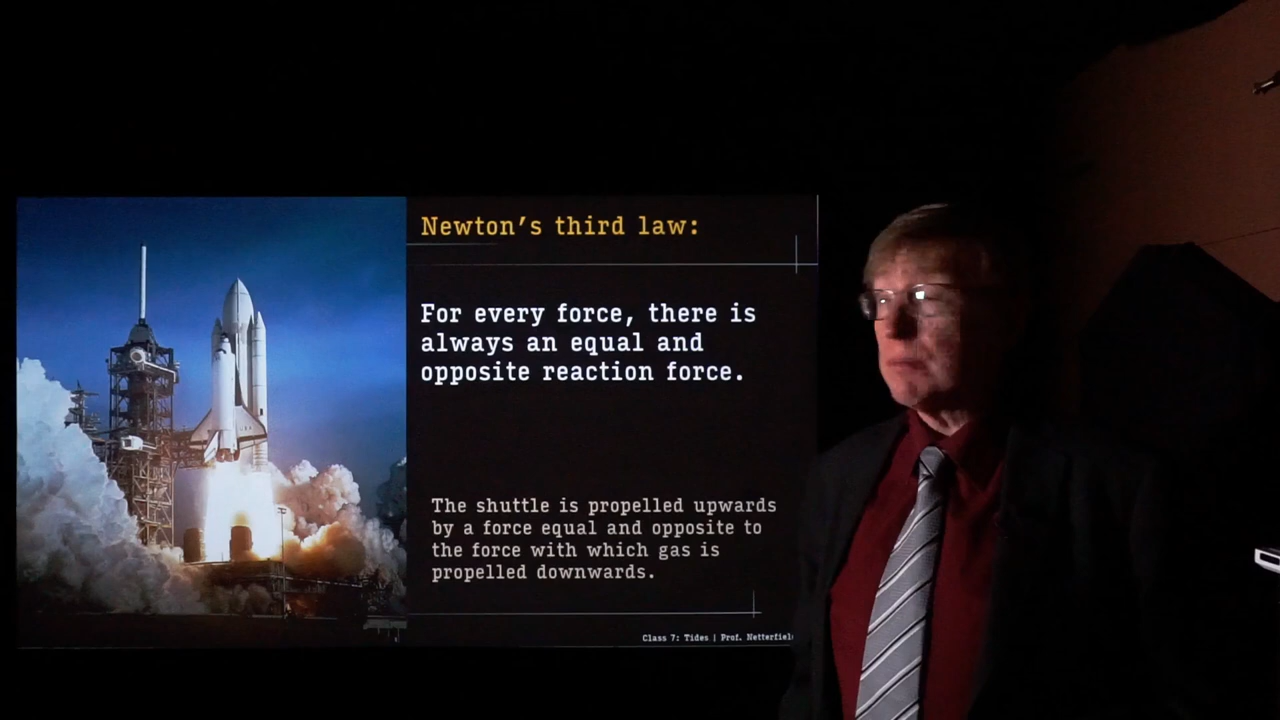 Newton’s third law:
For every force, there is
always an equal and
opposite reaction force.
The shuttle is propelled upwards
by a force equal and opposite to
the force with which gas is
propelled downwards.
Class 7: Tides | Prof. Netterfiel